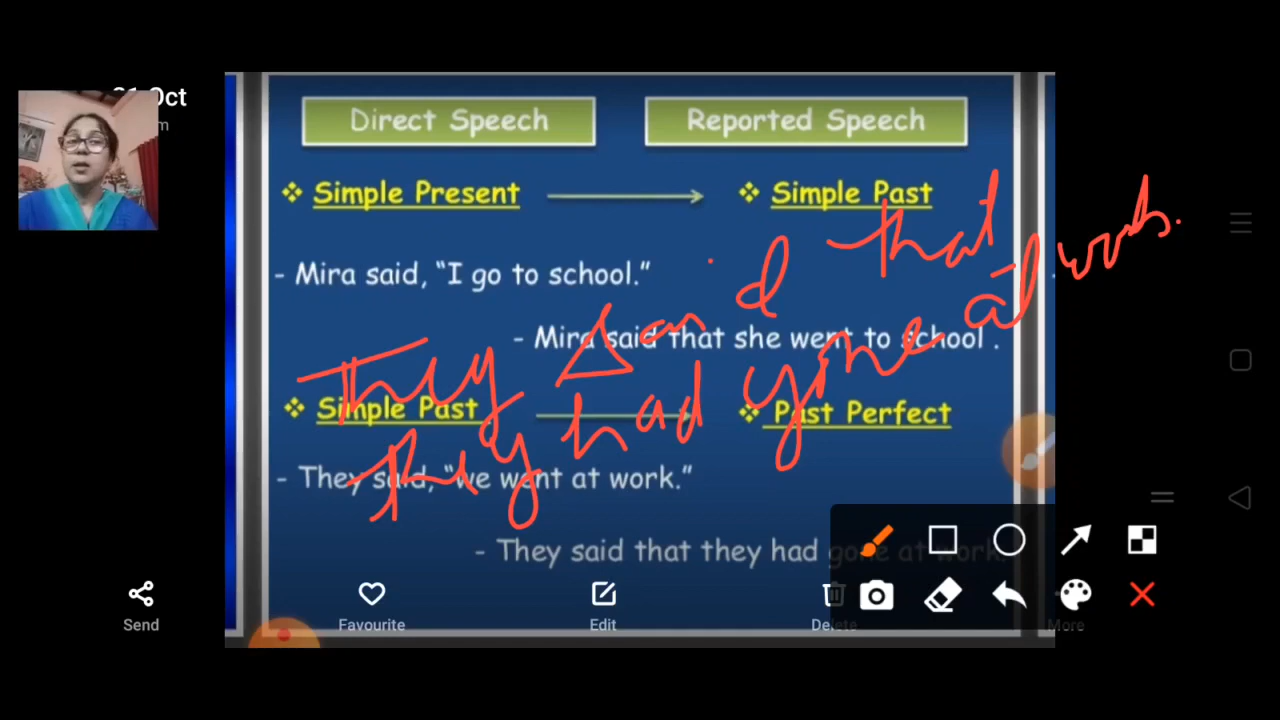 21 Oct
Direct Speech
Reported Speech
❖ Simple Present
❖ Simple Past
- Mira said, “I go to school.”
- Mira said that she went to school .
❖ Simple Past
❖ Past Perfect
- They said, “we went at work.”
- They said that they had gone at work.
They said that
they had gone at work.
Send
Favourite
Edit
Delete
More